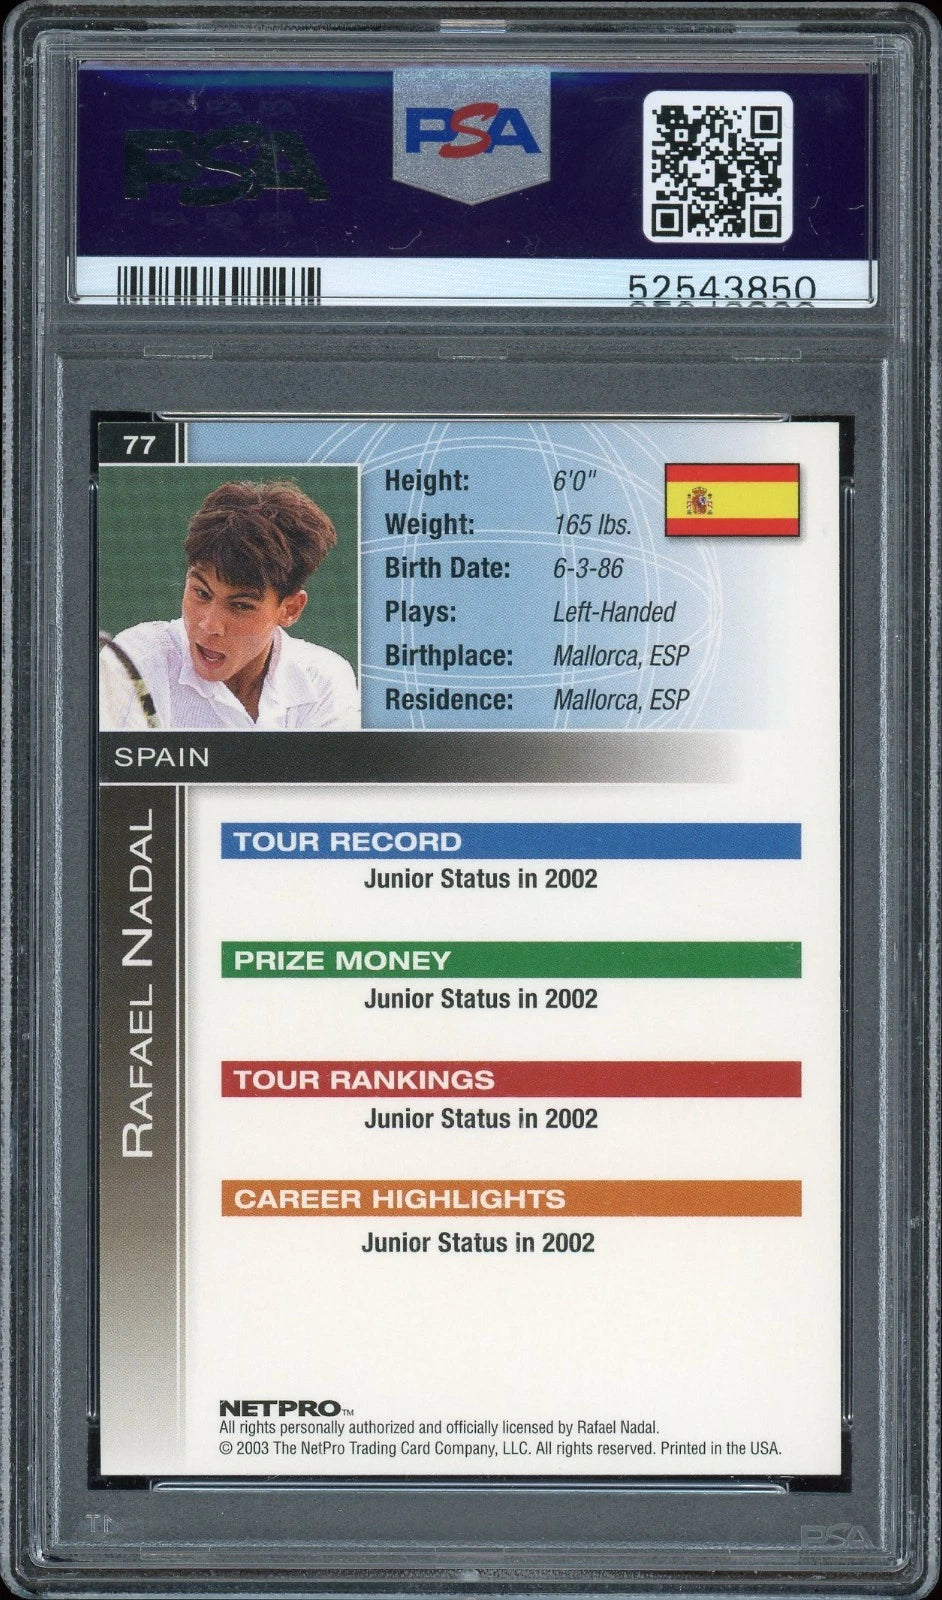 PSA
PSA
52543850
77
Height: 6'0"
Weight: 165 lbs.
Birth Date: 6-3-86
Plays: Left-Handed
Birthplace: Mallorca, ESP
Residence: Mallorca, ESP
SPAIN
RAFAEL NADAL
TOUR RECORD
Junior Status in 2002
PRIZE MONEY
Junior Status in 2002
TOUR RANKINGS
Junior Status in 2002
CAREER HIGHLIGHTS
Junior Status in 2002
NETPRO™
All rights personally authorized and officially licensed by Rafael Nadal.
© 2003 The NetPro Trading Card Company, LLC. All rights reserved. Printed in the USA.
PSA